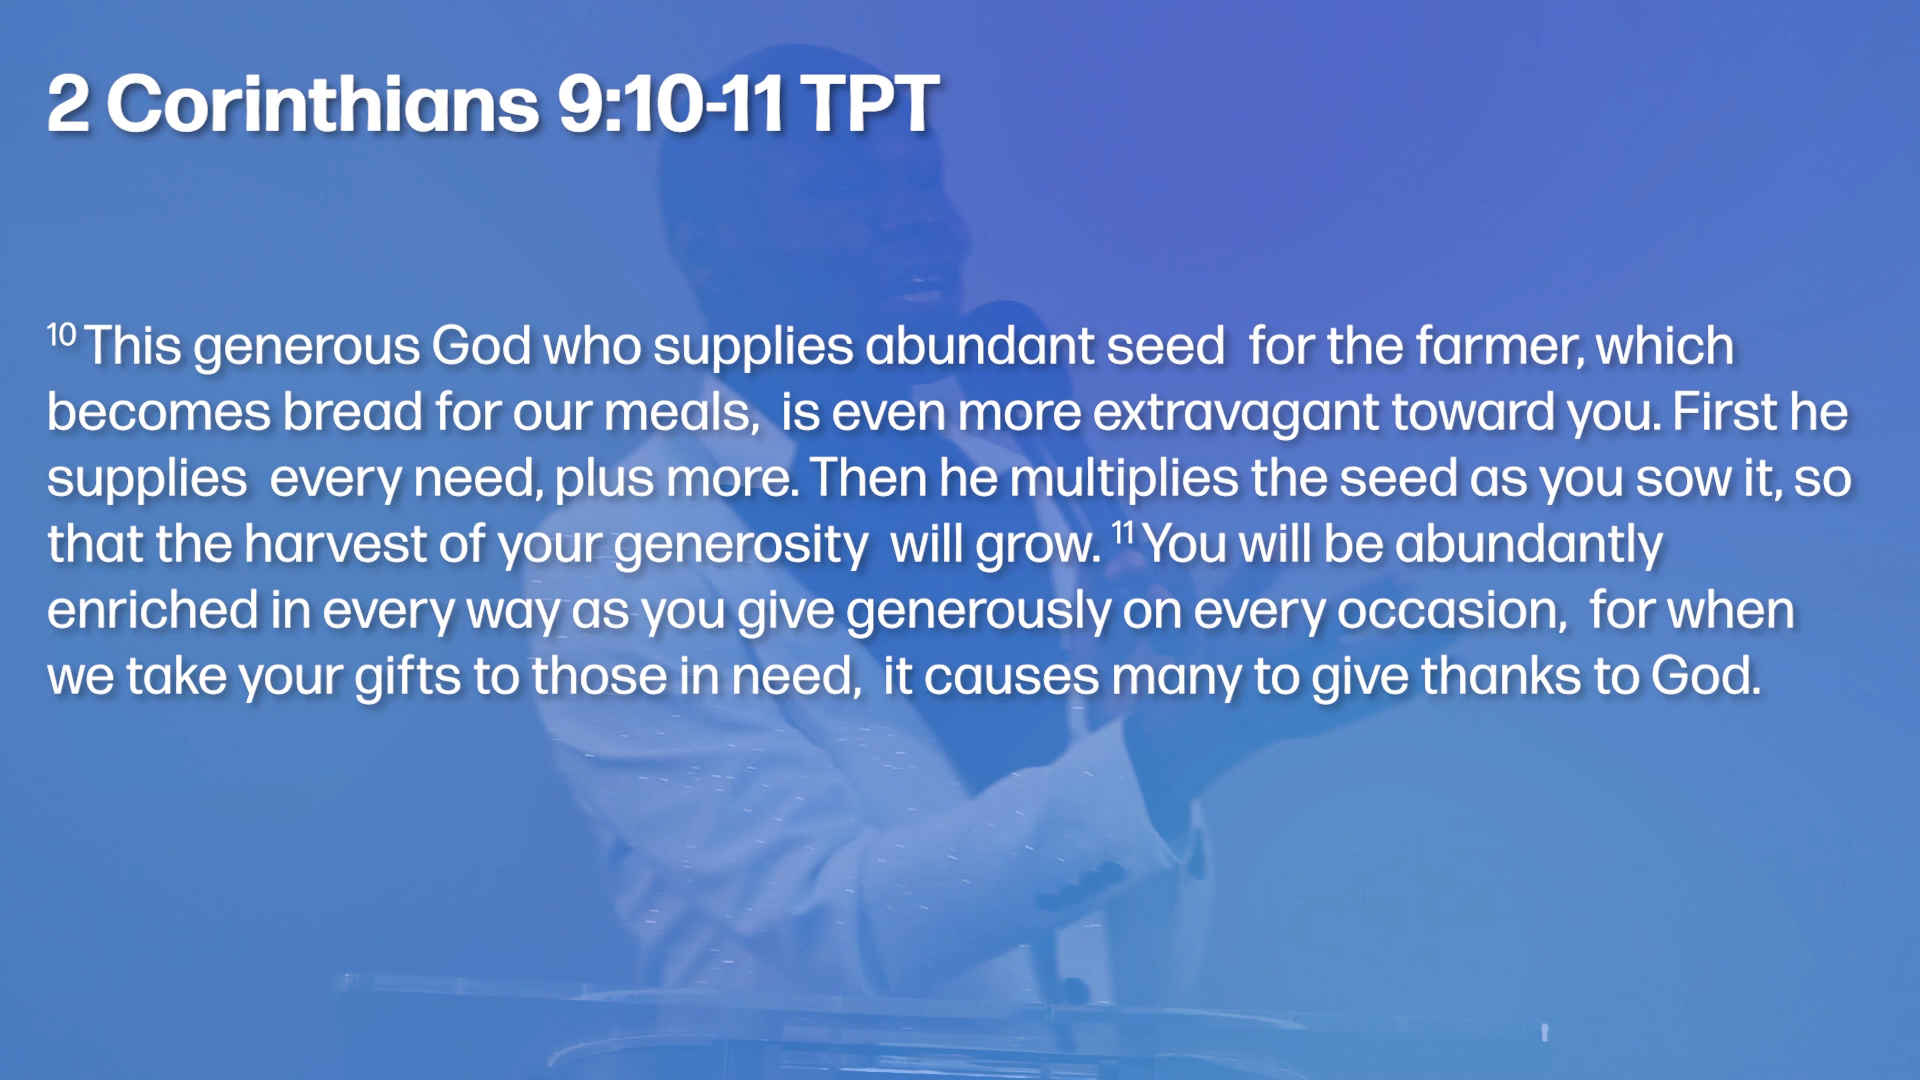 2 Corinthians 9:10-11 TPT
10 This generous God who supplies abundant seed  for the farmer, which
becomes bread for our meals,  is even more extravagant toward you. First he
supplies  every need, plus more. Then he multiplies the seed as you sow it, so
that the harvest of your generosity  will grow. 11 You will be abundantly
enriched in every way as you give generously on every occasion,  for when
we take your gifts to those in need,  it causes many to give thanks to God.